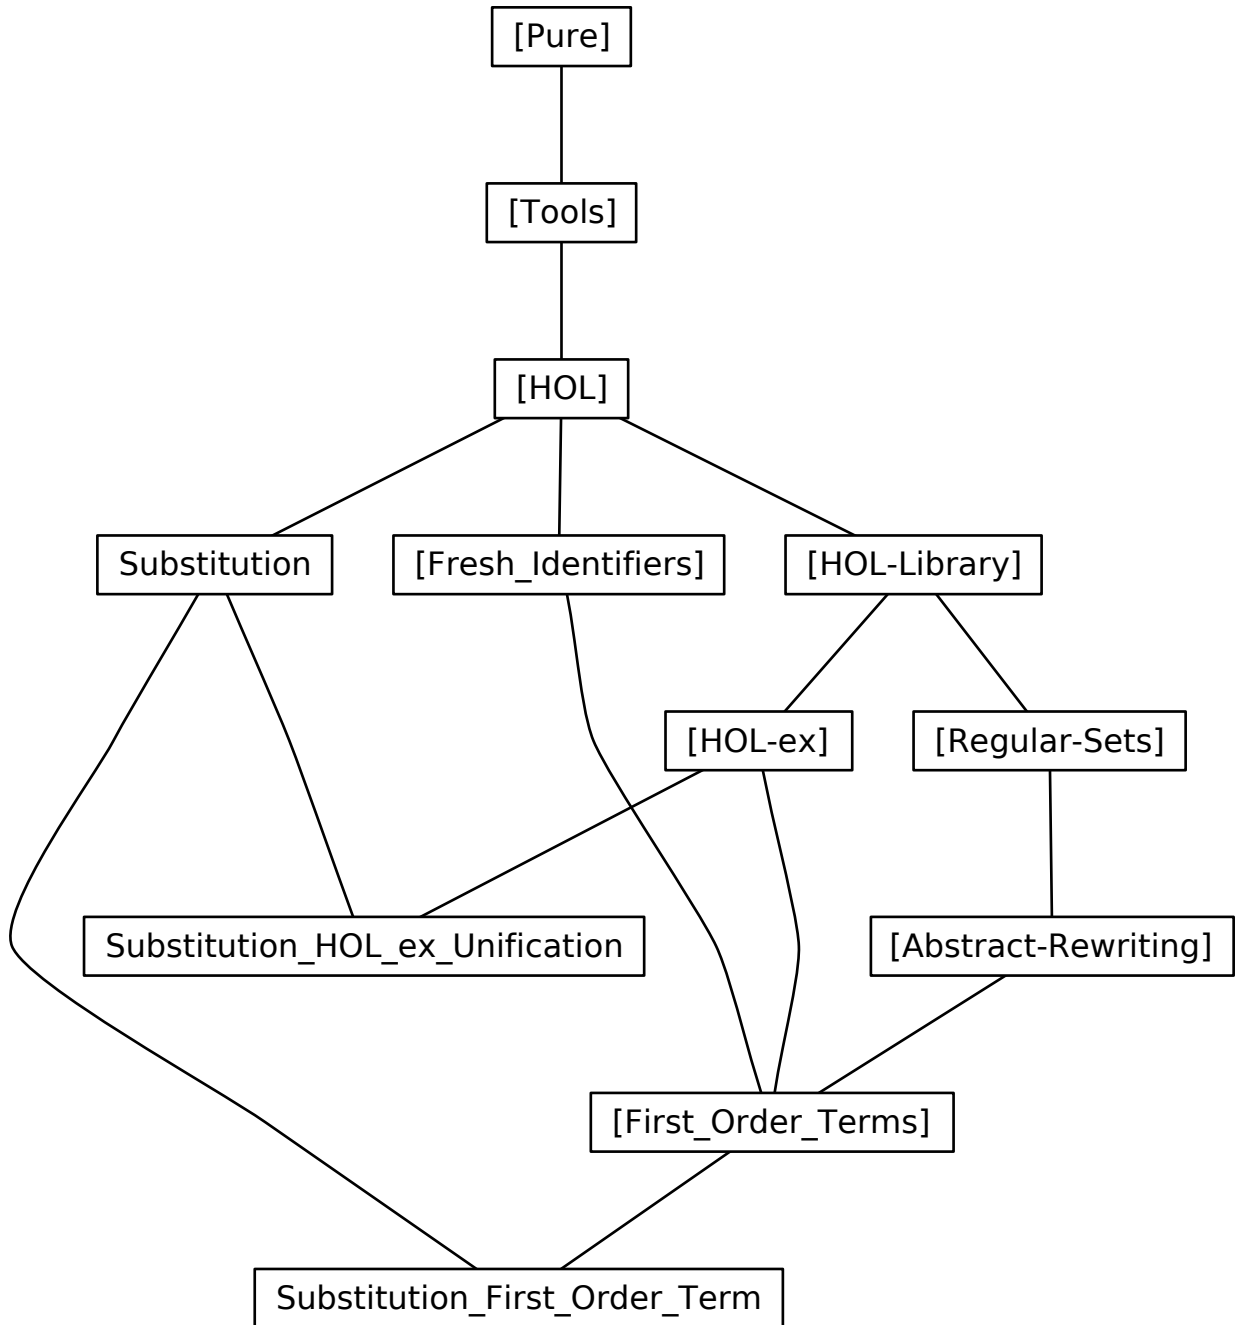 [Pure]
[Tools]
[HOL]
Substitution
[Fresh_Identifiers]
[HOL-Library]
[HOL-ex]
[Regular-Sets]
Substitution_HOL_ex_Unification
[Abstract-Rewriting]
[First_Order_Terms]
Substitution_First_Order_Term